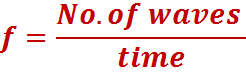 f = No. of waves / time